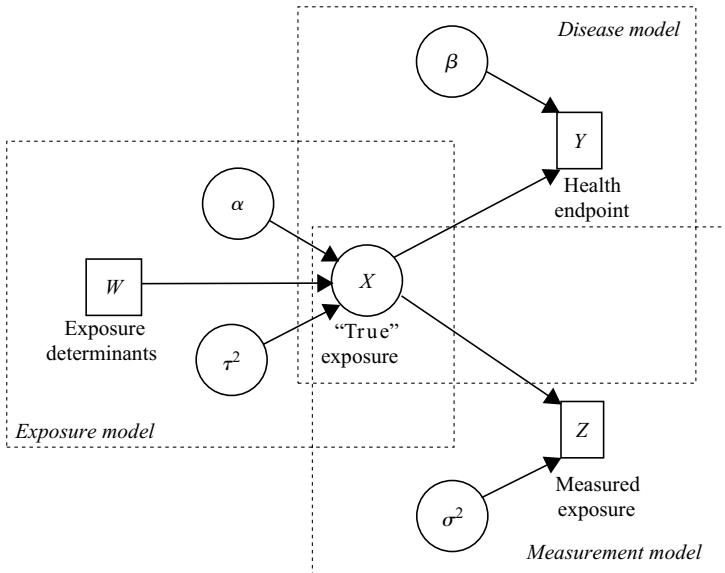 Disease model
β
Y
Health
endpoint
α
W
Exposure
determinants
X
“True”
exposure
τ²
Exposure model
Z
Measured
exposure
σ²
Measurement model